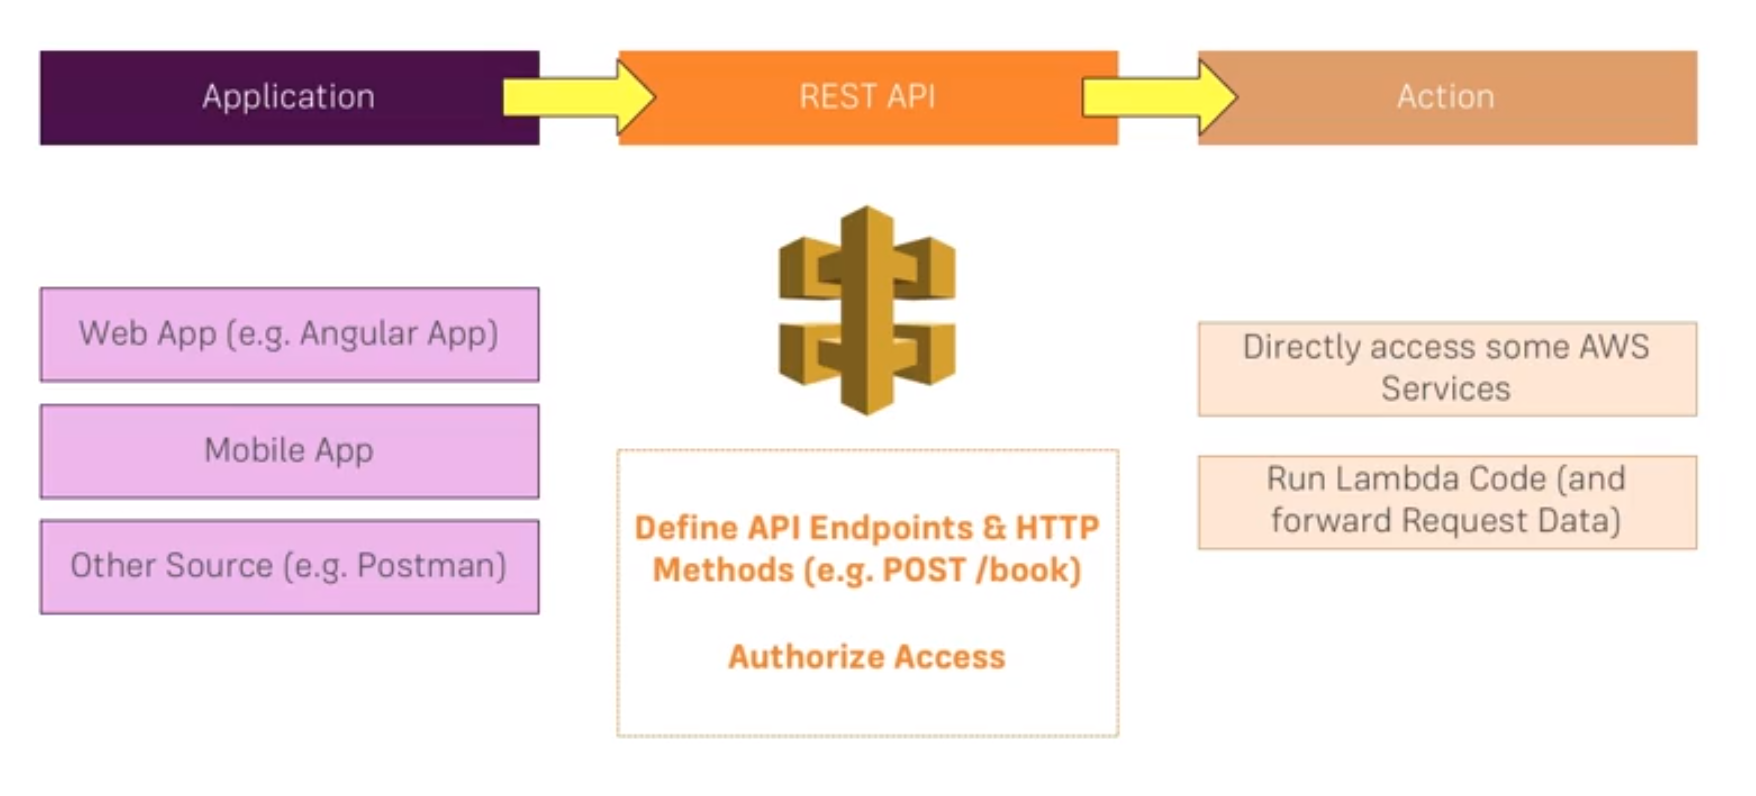 Application
REST API
Action
Web App (e.g. Angular App)
Mobile App
Other Source (e.g. Postman)
Define API Endpoints & HTTP
Methods (e.g. POST /book)
Authorize Access
Directly access some AWS
Services
Run Lambda Code (and
forward Request Data)